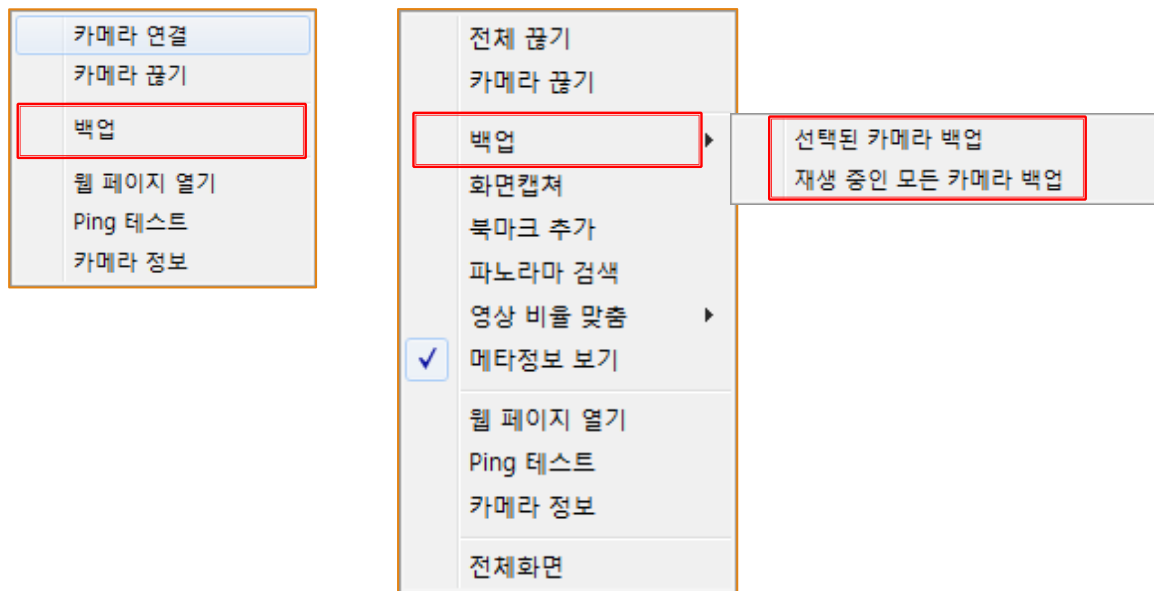 카메라 연결
카메라 끊기
백업
웹 페이지 열기
Ping 테스트
카메라 정보
전체 끊기
카메라 끊기
백업
선택된 카메라 백업
재생 중인 모든 카메라 백업
화면캡쳐
북마크 추가
파노라마 검색
영상 비율 맞춤
메타정보 보기
웹 페이지 열기
Ping 테스트
카메라 정보
전체화면